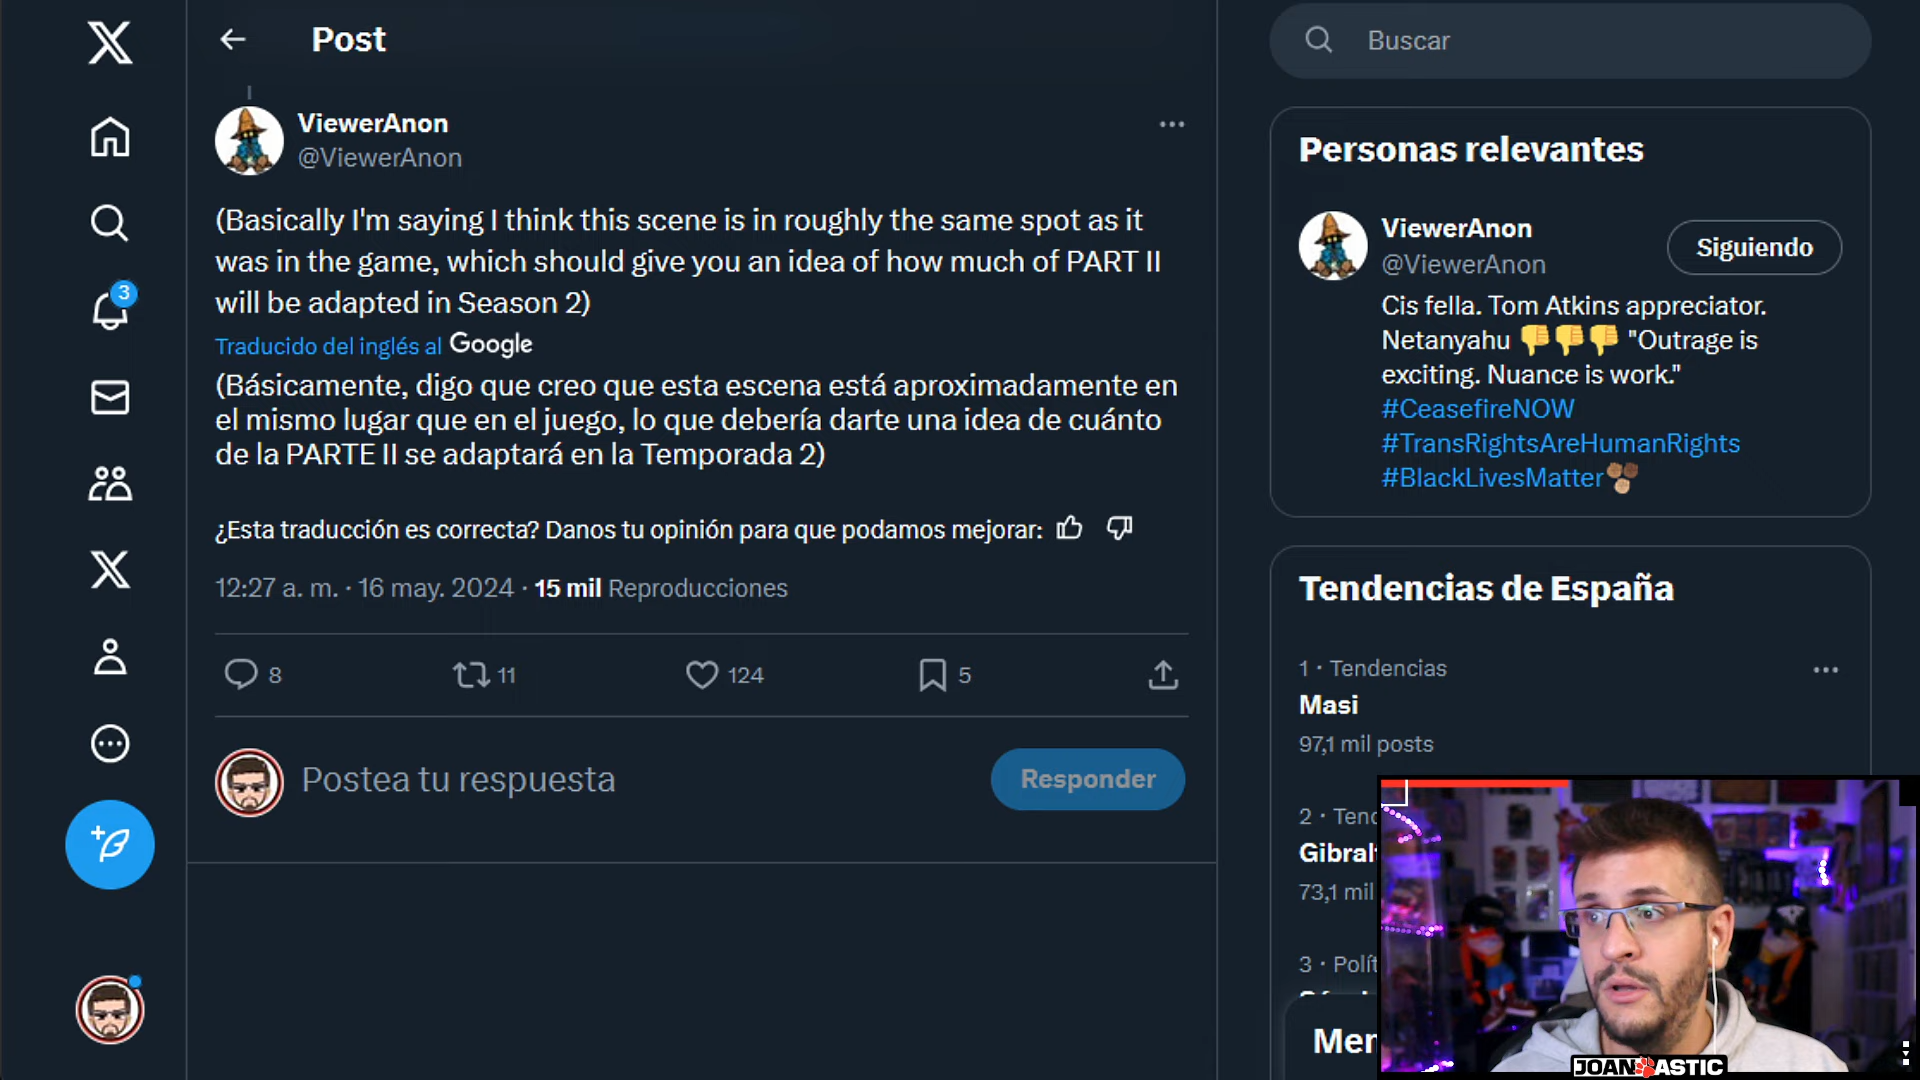 Post
Buscar
ViewerAnon
@ViewerAnon
(Basically I'm saying I think this scene is in roughly the same spot as it
was in the game, which should give you an idea of how much of PART II
will be adapted in Season 2)
Traducido del inglés al Google
(Básicamente, digo que creo que esta escena está aproximadamente en
el mismo lugar que en el juego, lo que debería darte una idea de cuánto
de la PARTE II se adaptará en la Temporada 2)
¿Esta traducción es correcta? Danos tu opinión para que podamos mejorar:
12:27 a. m. · 16 may. 2024 · 15 mil Reproducciones
8 11 124 5
Postea tu respuesta
Responder
3
Personas relevantes
ViewerAnon
@ViewerAnon
Siguiendo
Cis fella. Tom Atkins appreciator.
Netanyahu 👎👎👎 "Outrage is
exciting. Nuance is work."
#CeasefireNOW
#TransRightsAreHumanRights
#BlackLivesMatter
Tendencias de España
1 · Tendencias
Masi
97,1 mil posts
2 · Tend
Gibral
73,1 mil
3 · Polít
Men
JOANTASTIC